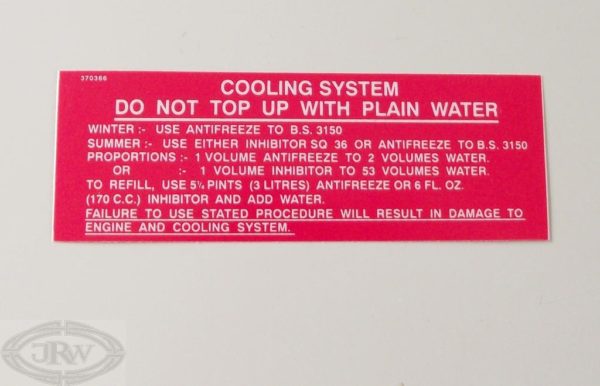 370366
COOLING SYSTEM
DO NOT TOP UP WITH PLAIN WATER
WINTER :- USE ANTIFREEZE TO B.S. 3150
SUMMER :- USE EITHER INHIBITOR SQ 36 OR ANTIFREEZE TO B.S. 3150
PROPORTIONS :- 1 VOLUME ANTIFREEZE TO 2 VOLUMES WATER.
OR :- 1 VOLUME INHIBITOR TO 53 VOLUMES WATER.
TO REFILL, USE 5¼ PINTS (3 LITRES) ANTIFREEZE OR 6 FL. OZ.
(170 C.C.) INHIBITOR AND ADD WATER.
FAILURE TO USE STATED PROCEDURE WILL RESULT IN DAMAGE TO
ENGINE AND COOLING SYSTEM.
JRW